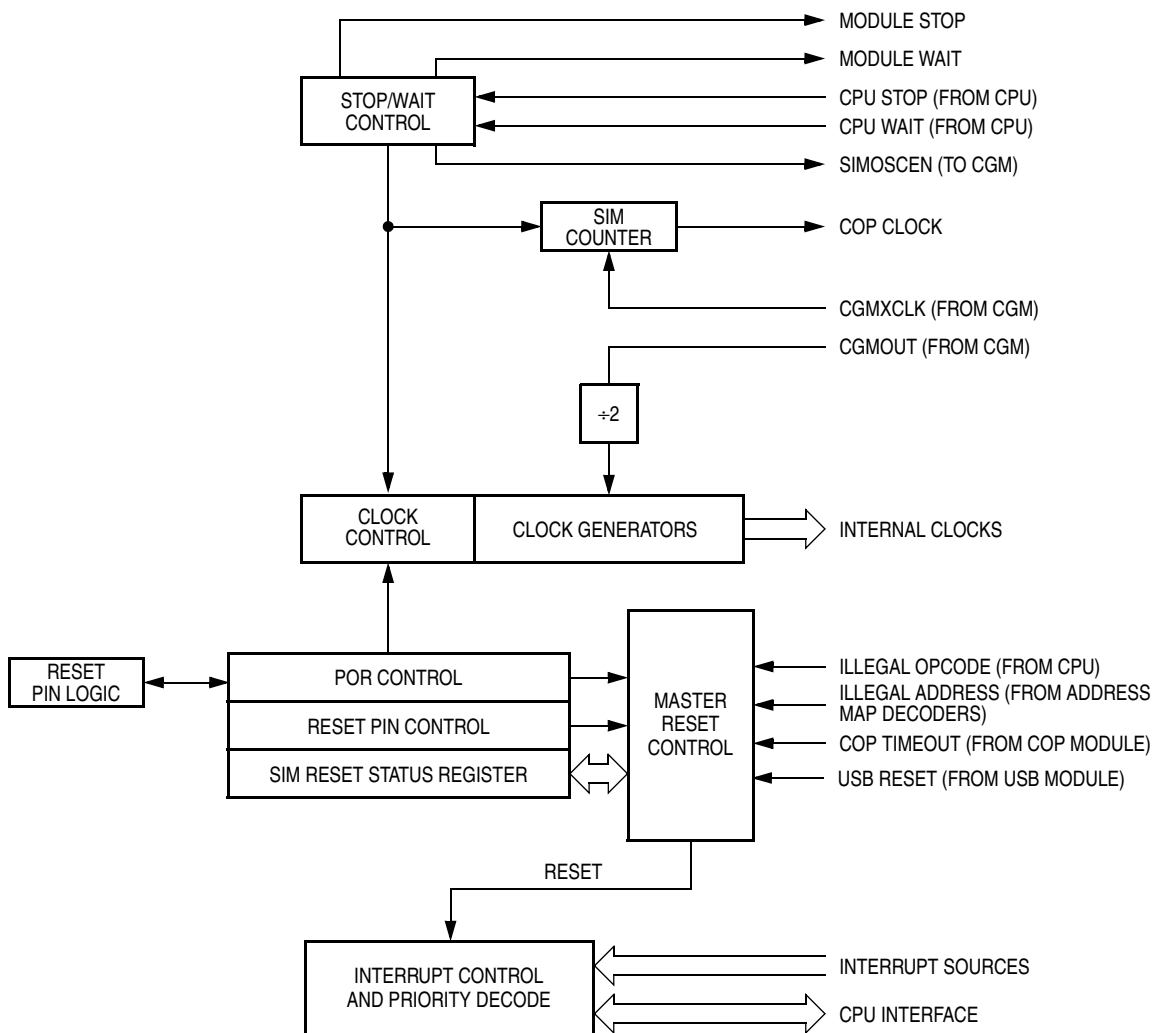 MODULE STOP
MODULE WAIT
STOP/WAIT
CONTROL
CPU STOP (FROM CPU)
CPU WAIT (FROM CPU)
SIMOSCEN (TO CGM)
SIM
COUNTER
COP CLOCK
CGMXCLK (FROM CGM)
CGMOUT (FROM CGM)
÷2
CLOCK
CONTROL
CLOCK GENERATORS
INTERNAL CLOCKS
RESET
PIN LOGIC
POR CONTROL
RESET PIN CONTROL
SIM RESET STATUS REGISTER
MASTER
RESET
CONTROL
ILLEGAL OPCODE (FROM CPU)
ILLEGAL ADDRESS (FROM ADDRESS
MAP DECODERS)
COP TIMEOUT (FROM COP MODULE)
USB RESET (FROM USB MODULE)
RESET
INTERRUPT CONTROL
AND PRIORITY DECODE
INTERRUPT SOURCES
CPU INTERFACE